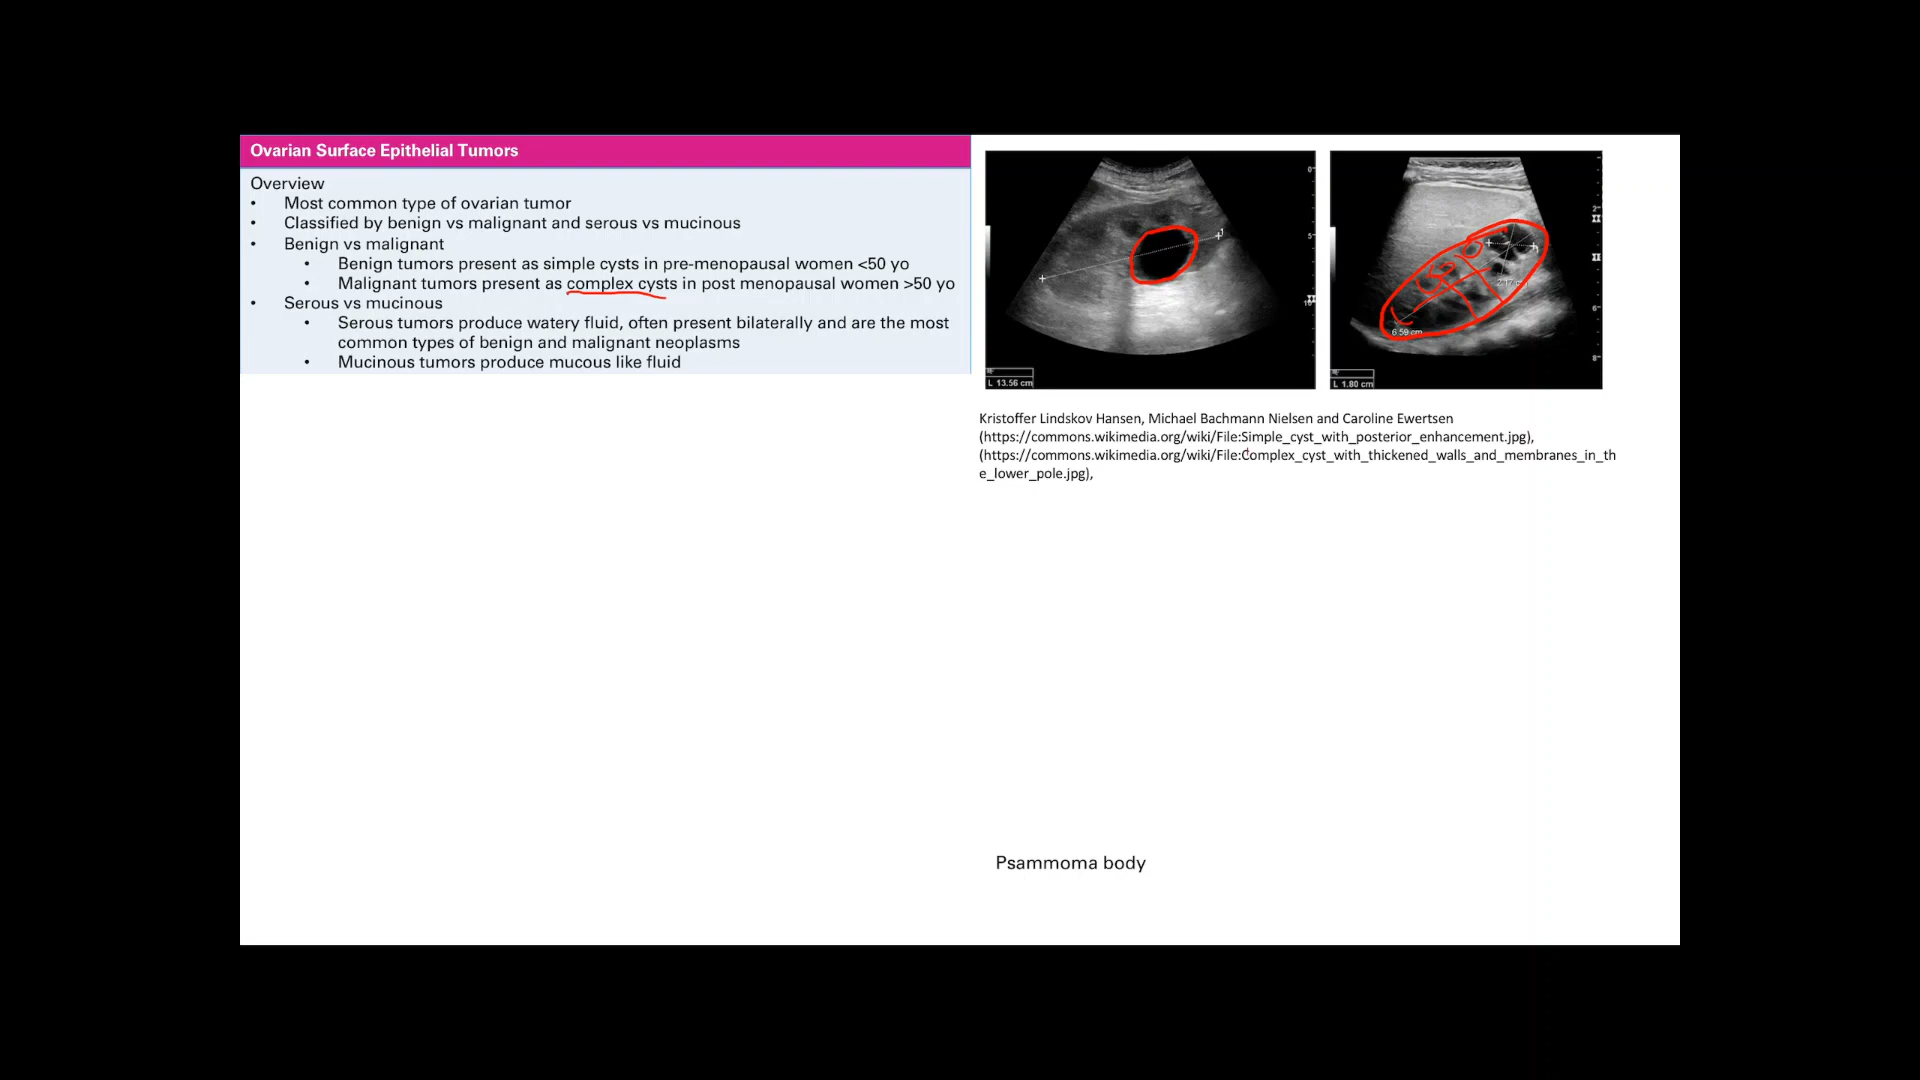 Ovarian Surface Epithelial Tumors
Overview
• Most common type of ovarian tumor
• Classified by benign vs malignant and serous vs mucinous
• Benign vs malignant
• Benign tumors present as simple cysts in pre-menopausal women <50 yo
• Malignant tumors present as complex cysts in post menopausal women >50 yo
• Serous vs mucinous
• Serous tumors produce watery fluid, often present bilaterally and are the most
common types of benign and malignant neoplasms
• Mucinous tumors produce mucous like fluid
L 13.56 cm
6.59 cm
L 1.80 cm
Kristoffer Lindskov Hansen, Michael Bachmann Nielsen and Caroline Ewertsen
(https://commons.wikimedia.org/wiki/File:Simple_cyst_with_posterior_enhancement.jpg),
(https://commons.wikimedia.org/wiki/File:Complex_cyst_with_thickened_walls_and_membranes_in_th
e_lower_pole.jpg),
Psammoma body